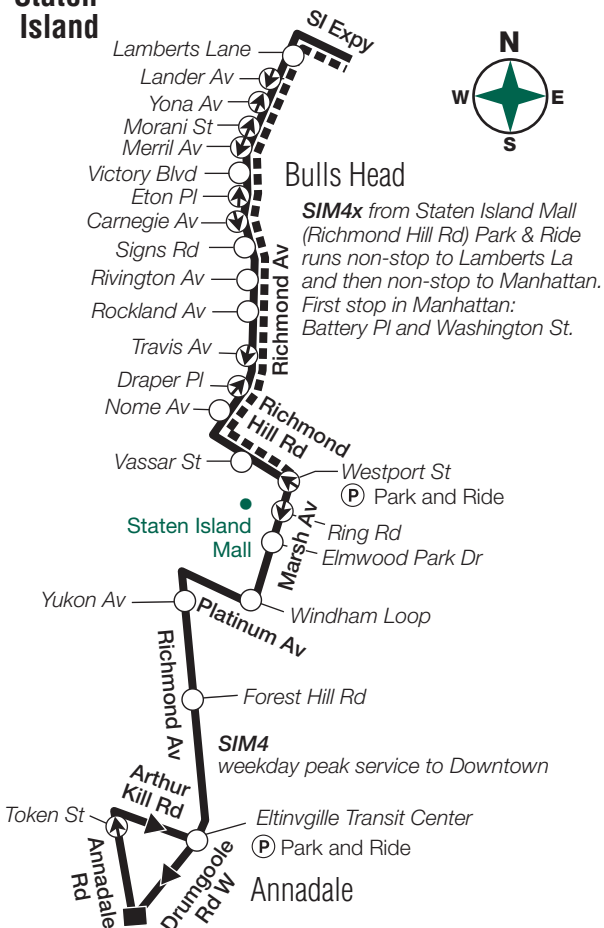 Staten
Island
SI Expy
N
W
E
S
Lamberts Lane
Lander Av
Yona Av
Morani St
Merril Av
Victory Blvd
Eton Pl
Carnegie Av
Signs Rd
Rivington Av
Rockland Av
Travis Av
Draper Pl
Nome Av
Vassar St
Bulls Head
SIM4x from Staten Island Mall
(Richmond Hill Rd) Park & Ride
runs non-stop to Lamberts La
and then non-stop to Manhattan.
First stop in Manhattan:
Battery Pl and Washington St.
Richmond Av
Richmond
Hill Rd
Westport St
P Park and Ride
Staten Island
Mall
Marsh Av
Ring Rd
Elmwood Park Dr
Yukon Av
Platinum Av
Windham Loop
Richmond Av
Forest Hill Rd
SIM4
weekday peak service to Downtown
Arthur
Kill Rd
Token St
Eltinvgille Transit Center
P Park and Ride
Annadale
Rd
Drumgoole
Rd W
Annadale